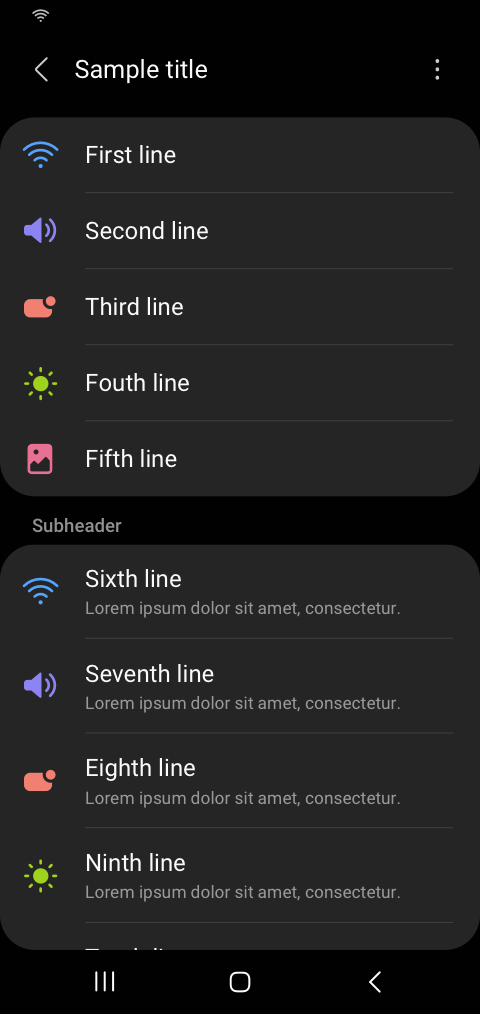 Sample title
First line
Second line
Third line
Fouth line
Fifth line
Subheader
Sixth line
Lorem ipsum dolor sit amet, consectetur.
Seventh line
Lorem ipsum dolor sit amet, consectetur.
Eighth line
Lorem ipsum dolor sit amet, consectetur.
Ninth line
Lorem ipsum dolor sit amet, consectetur.